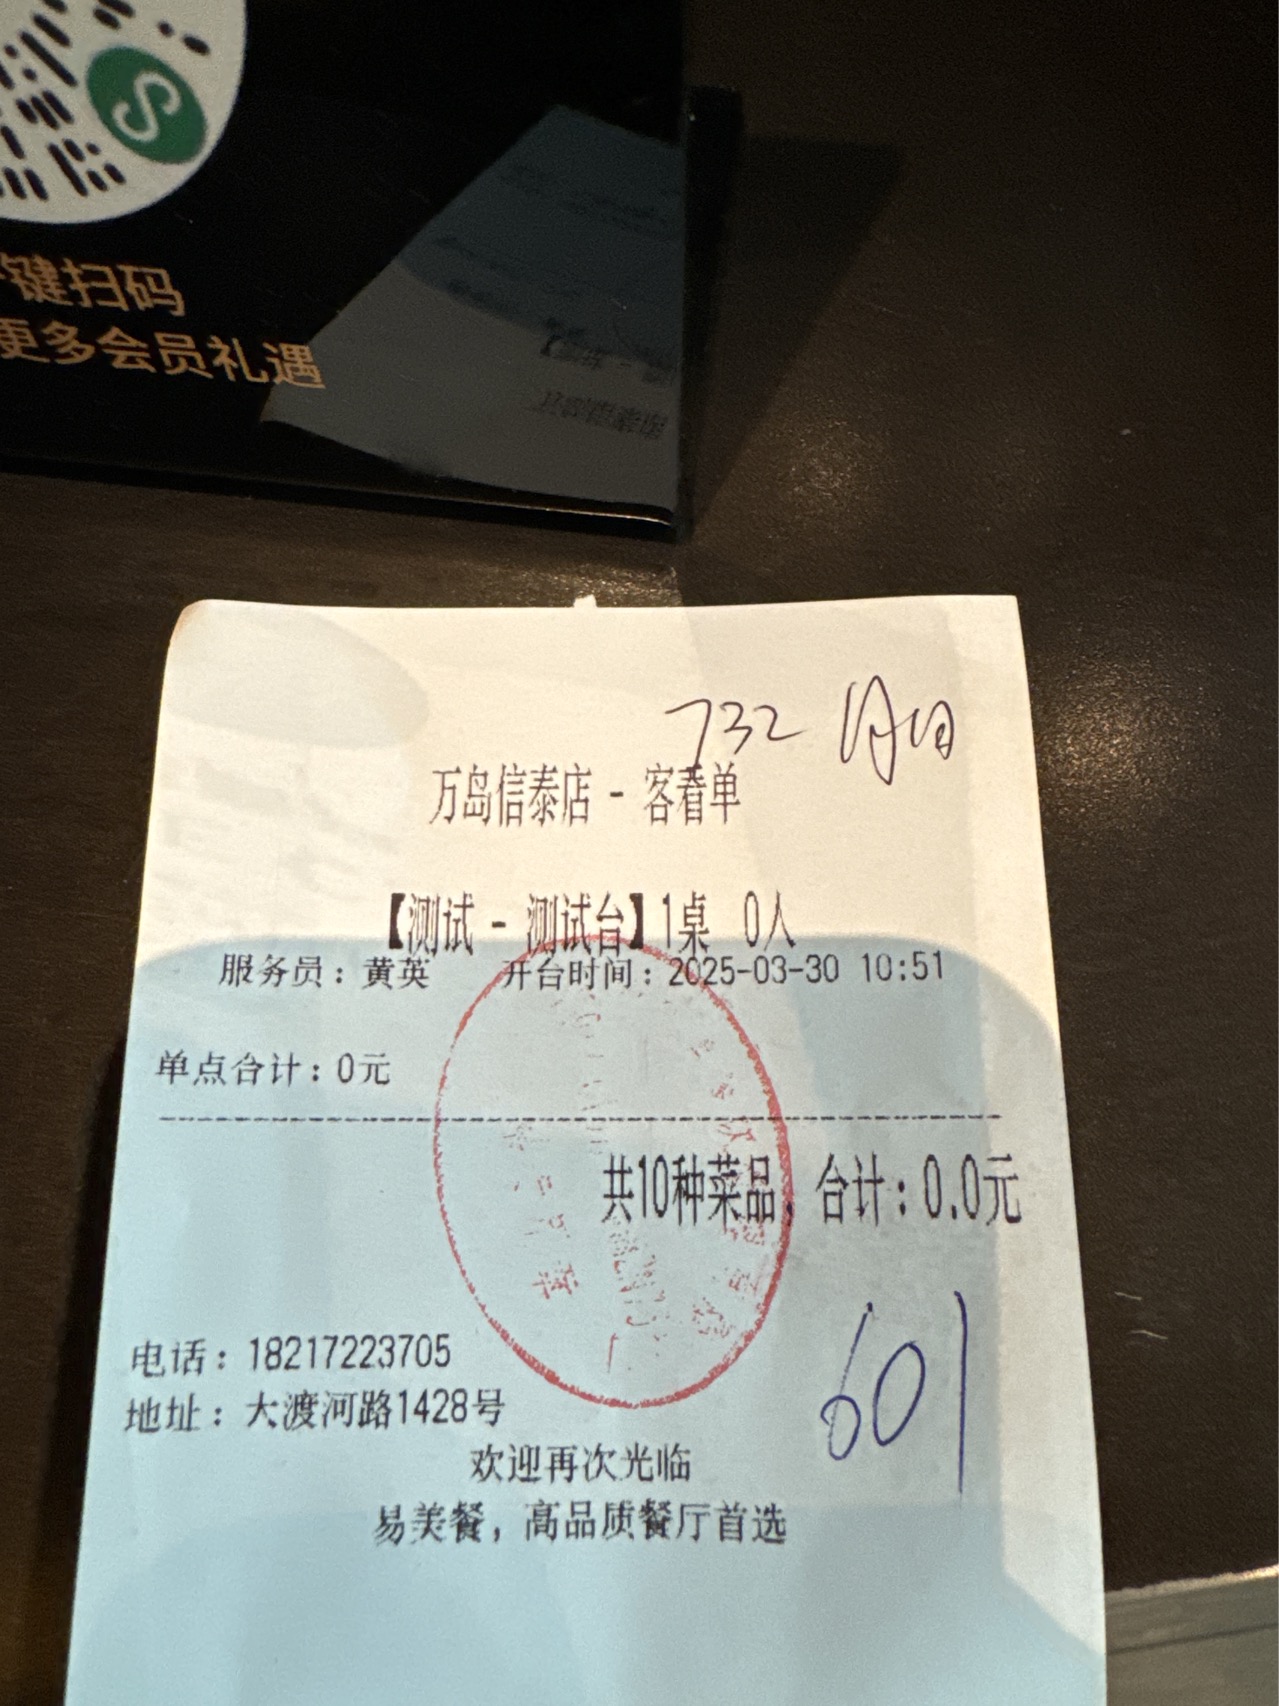 键扫码
更多会员礼遇
732
万岛信泰店 - 客看单
【测试 - 测试台】1桌 0人
服务员：黄英 开台时间：2025-03-30 10:51
单点合计：0元
共10种菜品，合计：0.0元
601
电话：18217223705
地址：大渡河路1428号
欢迎再次光临
易美餐，高品质餐厅首选